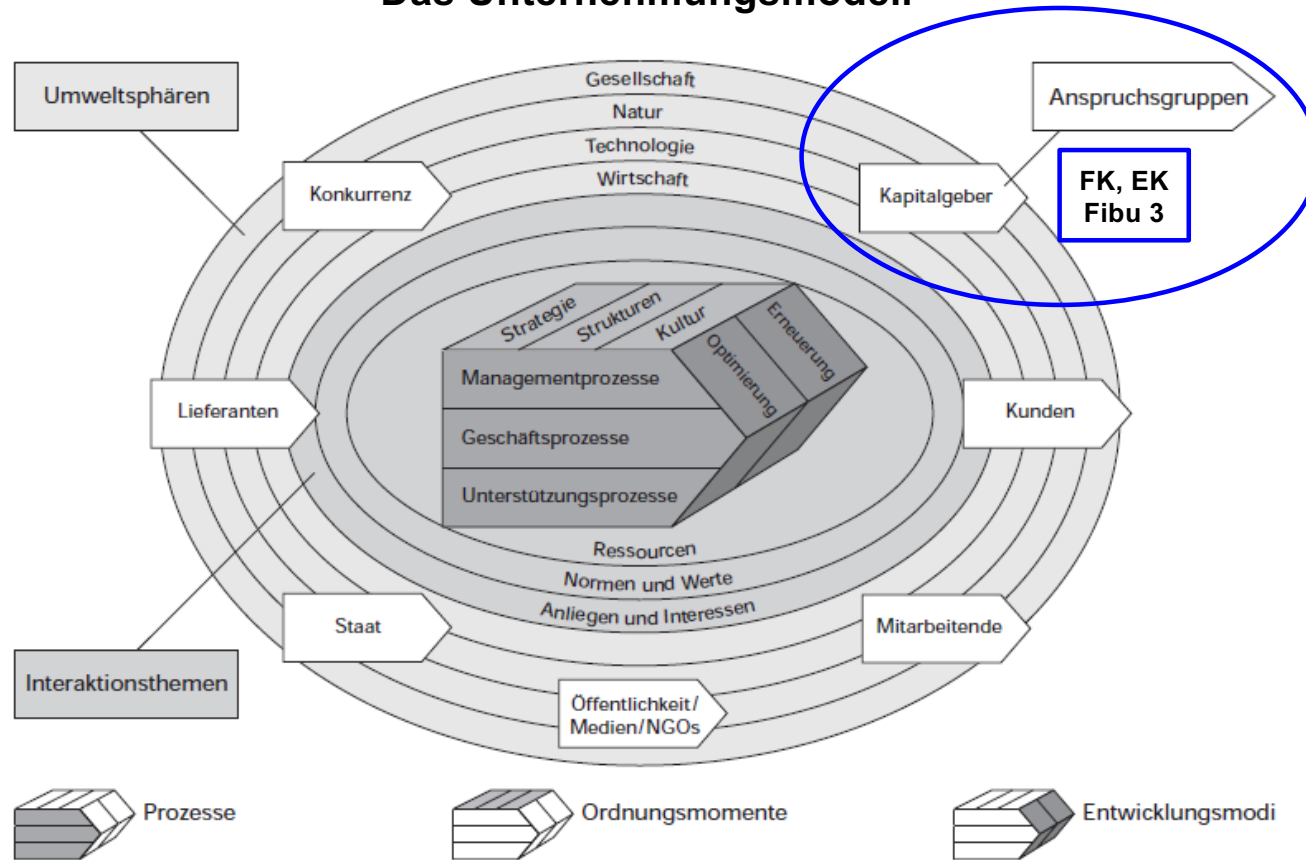 Das Unternehmungsmodell
Umweltsphären
Gesellschaft
Natur
Technologie
Wirtschaft
Anspruchsgruppen
Konkurrenz
Kapitalgeber
FK, EK
Fibu 3
Strategie
Strukturen
Kultur
Erneuerung
Optimierung
Managementprozesse
Geschäftsprozesse
Unterstützungsprozesse
Lieferanten
Kunden
Ressourcen
Normen und Werte
Anliegen und Interessen
Staat
Mitarbeitende
Interaktionsthemen
Öffentlichkeit/
Medien/NGOs
Prozesse
Ordnungsmomente
Entwicklungsmodi